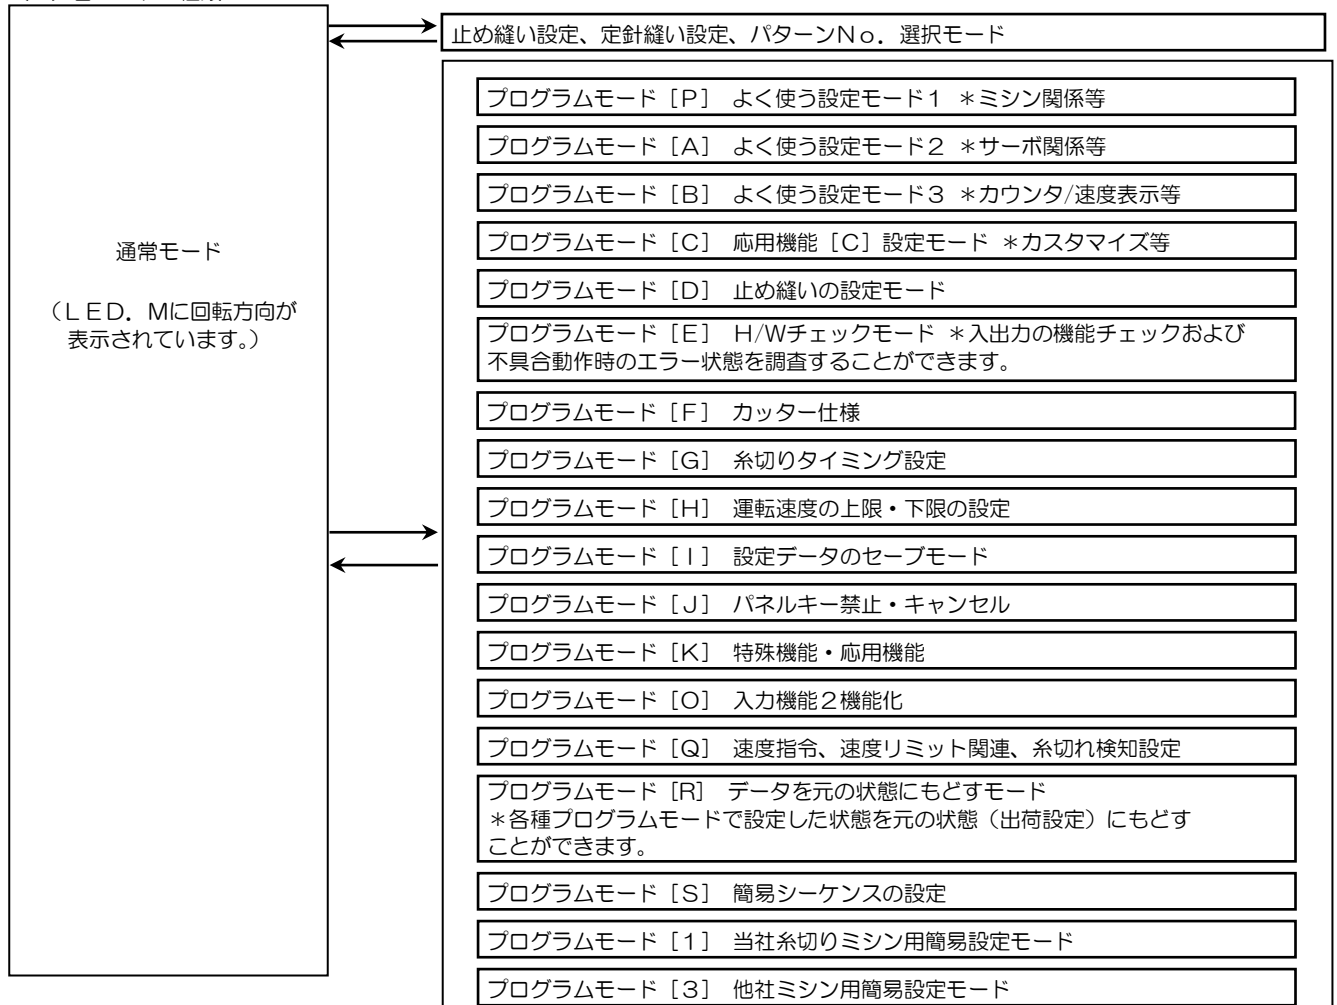 止め縫い設定、定針縫い設定、パターンNo．選択モード
プログラムモード［P］ よく使う設定モード1 ＊ミシン関係等
プログラムモード［A］ よく使う設定モード2 ＊サーボ関係等
プログラムモード［B］ よく使う設定モード3 ＊カウンタ/速度表示等
プログラムモード［C］ 応用機能［C］設定モード ＊カスタマイズ等
プログラムモード［D］ 止め縫いの設定モード
プログラムモード［E］ H/Wチェックモード ＊入出力の機能チェックおよび
不具合動作時のエラー状態を調査することができます。
プログラムモード［F］ カッター仕様
プログラムモード［G］ 糸切りタイミング設定
プログラムモード［H］ 運転速度の上限・下限の設定
プログラムモード［I］ 設定データのセーブモード
プログラムモード［J］ パネルキー禁止・キャンセル
プログラムモード［K］ 特殊機能・応用機能
プログラムモード［O］ 入力機能2機能化
プログラムモード［Q］ 速度指令、速度リミット関連、糸切れ検知設定
プログラムモード［R］ データを元の状態にもどすモード
＊各種プログラムモードで設定した状態を元の状態（出荷設定）にもどす
ことができます。
プログラムモード［S］ 簡易シーケンスの設定
プログラムモード［1］ 当社糸切りミシン用簡易設定モード
プログラムモード［3］ 他社ミシン用簡易設定モード
通常モード
（LED．Mに回転方向が
表示されています。）